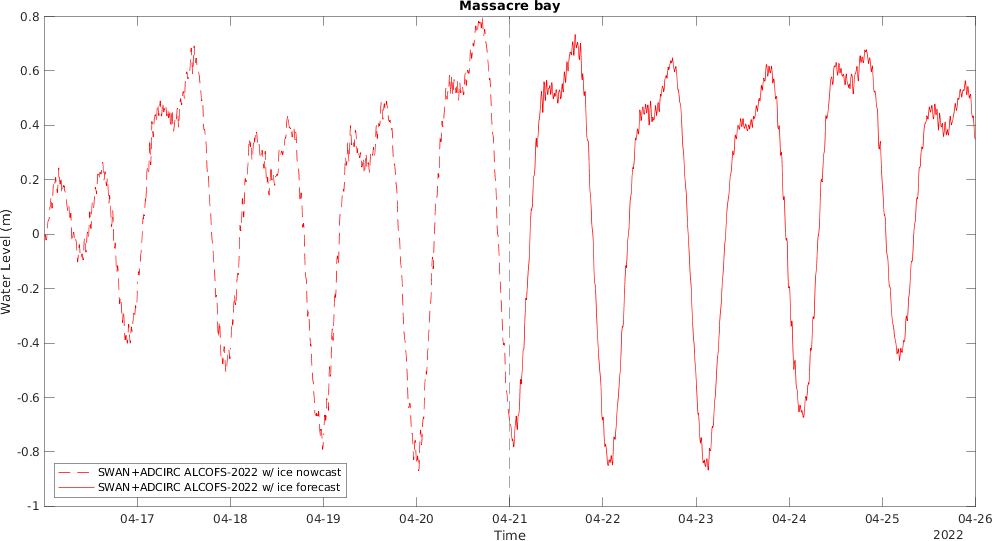 Massacre bay
0.8
0.6
0.4
0.2
0
-0.2
-0.4
-0.6
-0.8
-1
Water Level (m)
SWAN+ADCIRC ALCOFS-2022 w/ ice nowcast
SWAN+ADCIRC ALCOFS-2022 w/ ice forecast
04-17 04-18 04-19 04-20 04-21 04-22 04-23 04-24 04-25 04-26
Time
2022